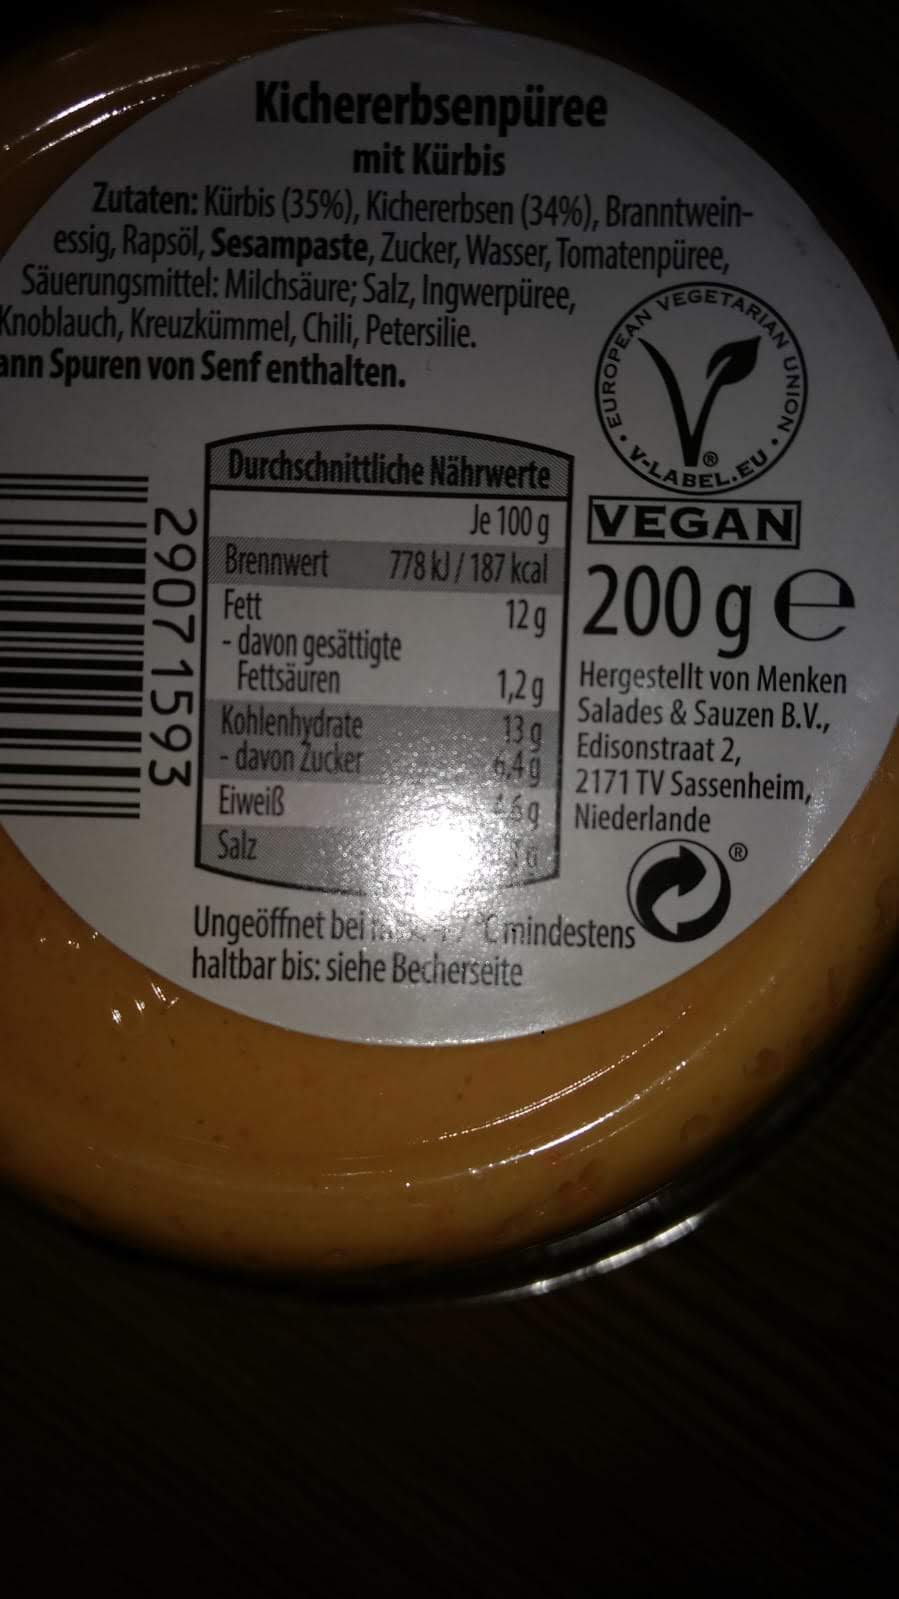 Kichererbsenpüree
mit Kürbis
Zutaten: Kürbis (35%), Kichererbsen (34%), Branntwein-
essig, Rapsöl, Sesampaste, Zucker, Wasser, Tomatenpüree,
Säuerungsmittel: Milchsäure; Salz, Ingwerpüree,
Knoblauch, Kreuzkümmel, Chili, Petersilie.
ann Spuren von Senf enthalten.
EUROPEAN VEGETARIAN UNION
V-LABEL.EU ®
VEGAN
200 g e
Hergestellt von Menken
Salades & Sauzen B.V.,
Edisonstraat 2,
2171 TV Sassenheim,
Niederlande
®
Durchschnittliche Nährwerte
Je 100 g
Brennwert 778 kJ / 187 kcal
Fett 12 g
- davon gesättigte
Fettsäuren 1,2 g
Kohlenhydrate 13 g
- davon Zucker 6,4 g
Eiweiß
Salz
2907 1593
Ungeöffnet bei °C mindestens
haltbar bis: siehe Becherseite